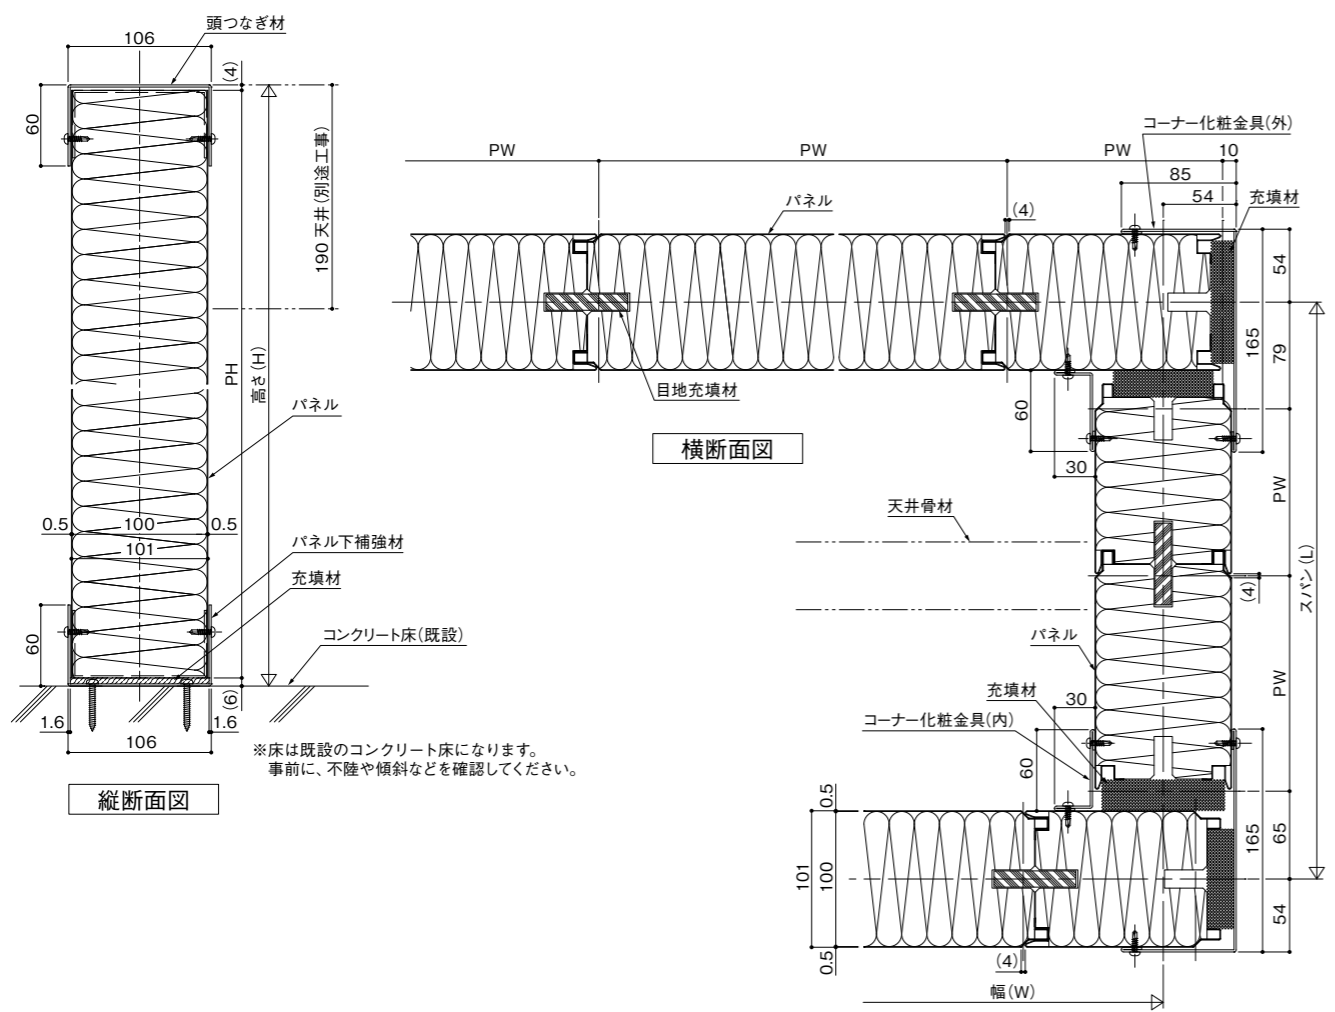 頭つなぎ材
106
(4)
60
190 天井(別途工事)
PH
高さ(H)
パネル
0.5
100
0.5
101
パネル下補強材
充填材
60
コンクリート床(既設)
(6)
1.6
1.6
106
※床は既設のコンクリート床になります。
事前に、不陸や傾斜などを確認してください。
縦断面図
コーナー化粧金具(外)
PW
PW
PW
10
85
54
充填材
パネル
(4)
54
165
79
目地充填材
60
横断面図
30
PW
天井骨材
(4)
スパン(L)
パネル
PW
充填材
30
コーナー化粧金具(内)
60
0.5
165
65
101
100
54
0.5
(4)
幅(W)